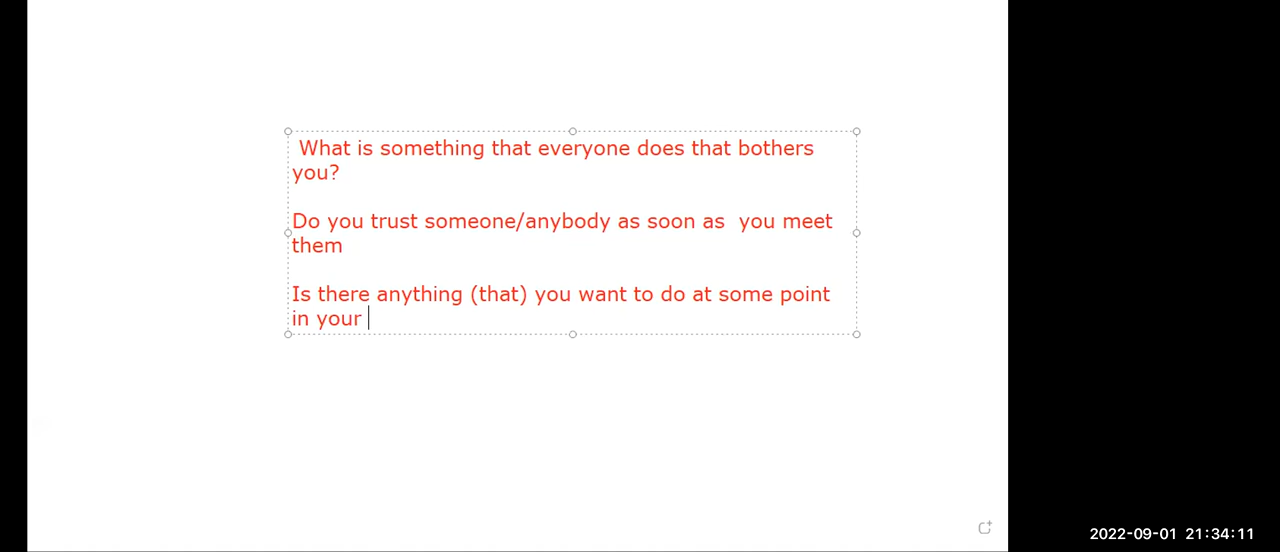 What is something that everyone does that bothers
you?
Do you trust someone/anybody as soon as  you meet
them
Is there anything (that) you want to do at some point
in your
2022-09-01 21:34:11